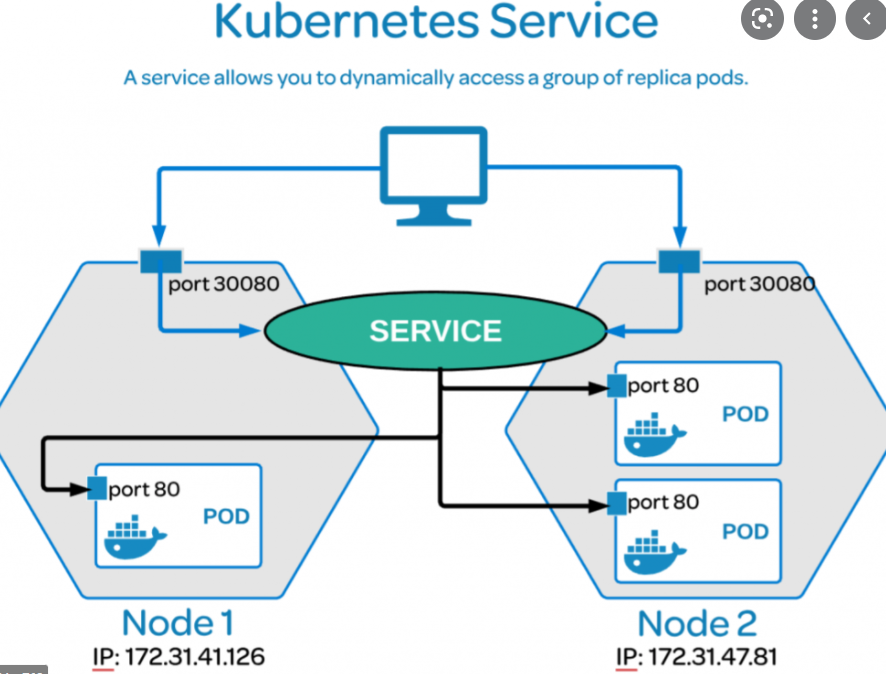 Kubernetes Service
A service allows you to dynamically access a group of replica pods.
port 30080
port 30080
SERVICE
port 80
POD
port 80
POD
port 80
POD
Node 1
IP: 172.31.41.126
Node 2
IP: 172.31.47.81